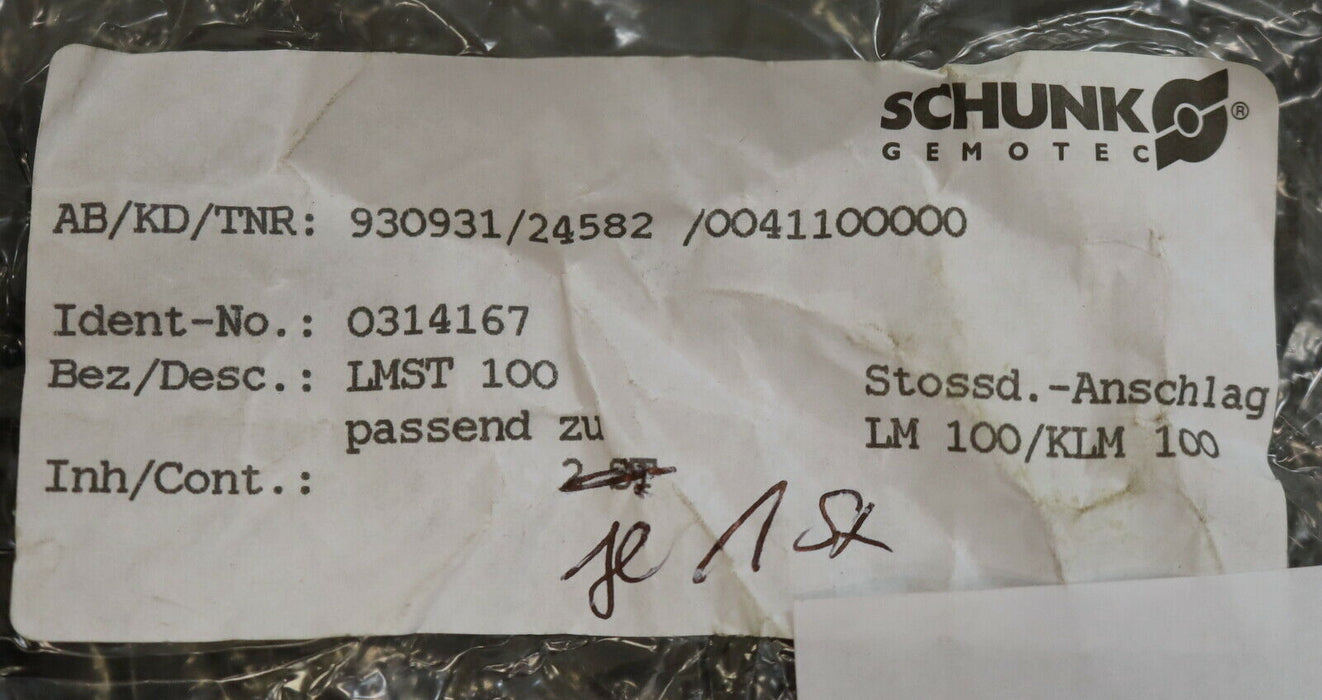 SCHUNK ®
GEMOTEC
AB/KD/TNR: 930931/24582 /0041100000
Ident-No.: 0314167
Bez/Desc.: LMST 100 Stossd.-Anschlag
passend zu LM 100/KLM 100
Inh/Cont.: 2 ST
je 1 St